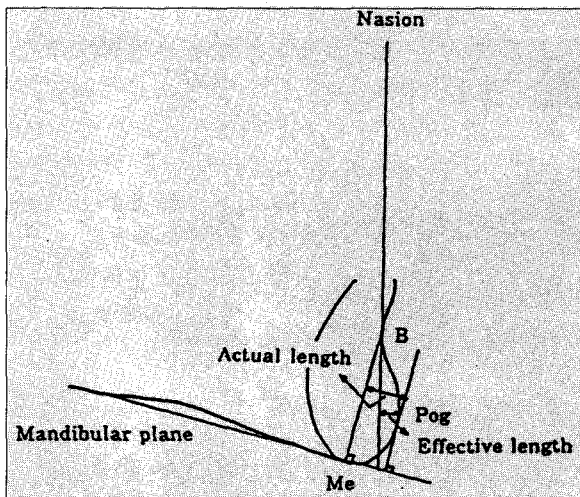 Nasion
B
Actual length
Pog
Effective length
Mandibular plane
Me